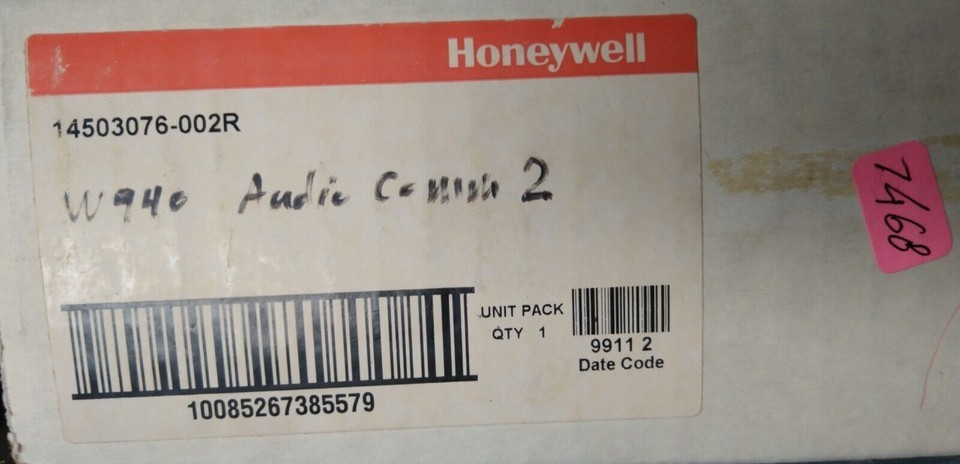 Honeywell
14503076-002R
W940 Audio Comm 2
UNIT PACK
QTY 1
9911 2
Date Code
10085267385579
7468